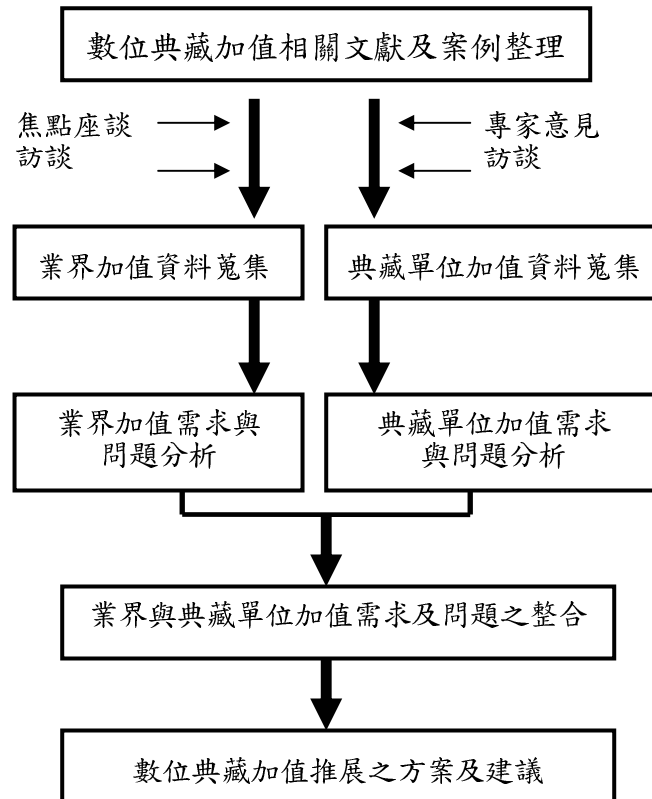 數位典藏加值相關文獻及案例整理
焦點座談
訪談
專家意見
訪談
業界加值資料蒐集
典藏單位加值資料蒐集
業界加值需求與
問題分析
典藏單位加值需求
與問題分析
業界與典藏單位加值需求及問題之整合
數位典藏加值推展之方案及建議